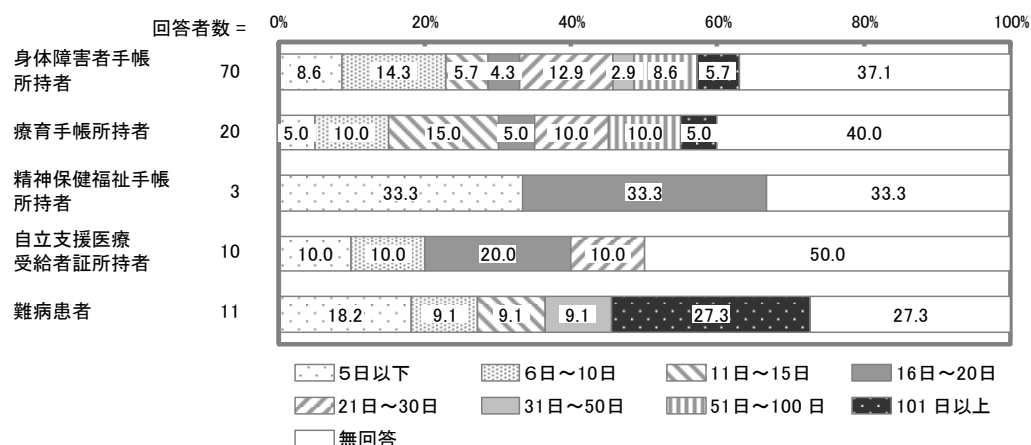 回答者数 =
0% 20% 40% 60% 80% 100%
身体障害者手帳
所持者
70
8.6 14.3 5.7 4.3 12.9 2.9 8.6 5.7 37.1
療育手帳所持者 20
5.0 10.0 15.0 5.0 10.0 10.0 5.0 40.0
精神保健福祉手帳
所持者
3
33.3 33.3 33.3
自立支援医療
受給者証所持者
10
10.0 10.0 20.0 10.0 50.0
難病患者 11
18.2 9.1 9.1 9.1 27.3 27.3
5日以下 6日～10日 11日～15日 16日～20日
21日～30日 31日～50日 51日～100 日 101 日以上
無回答